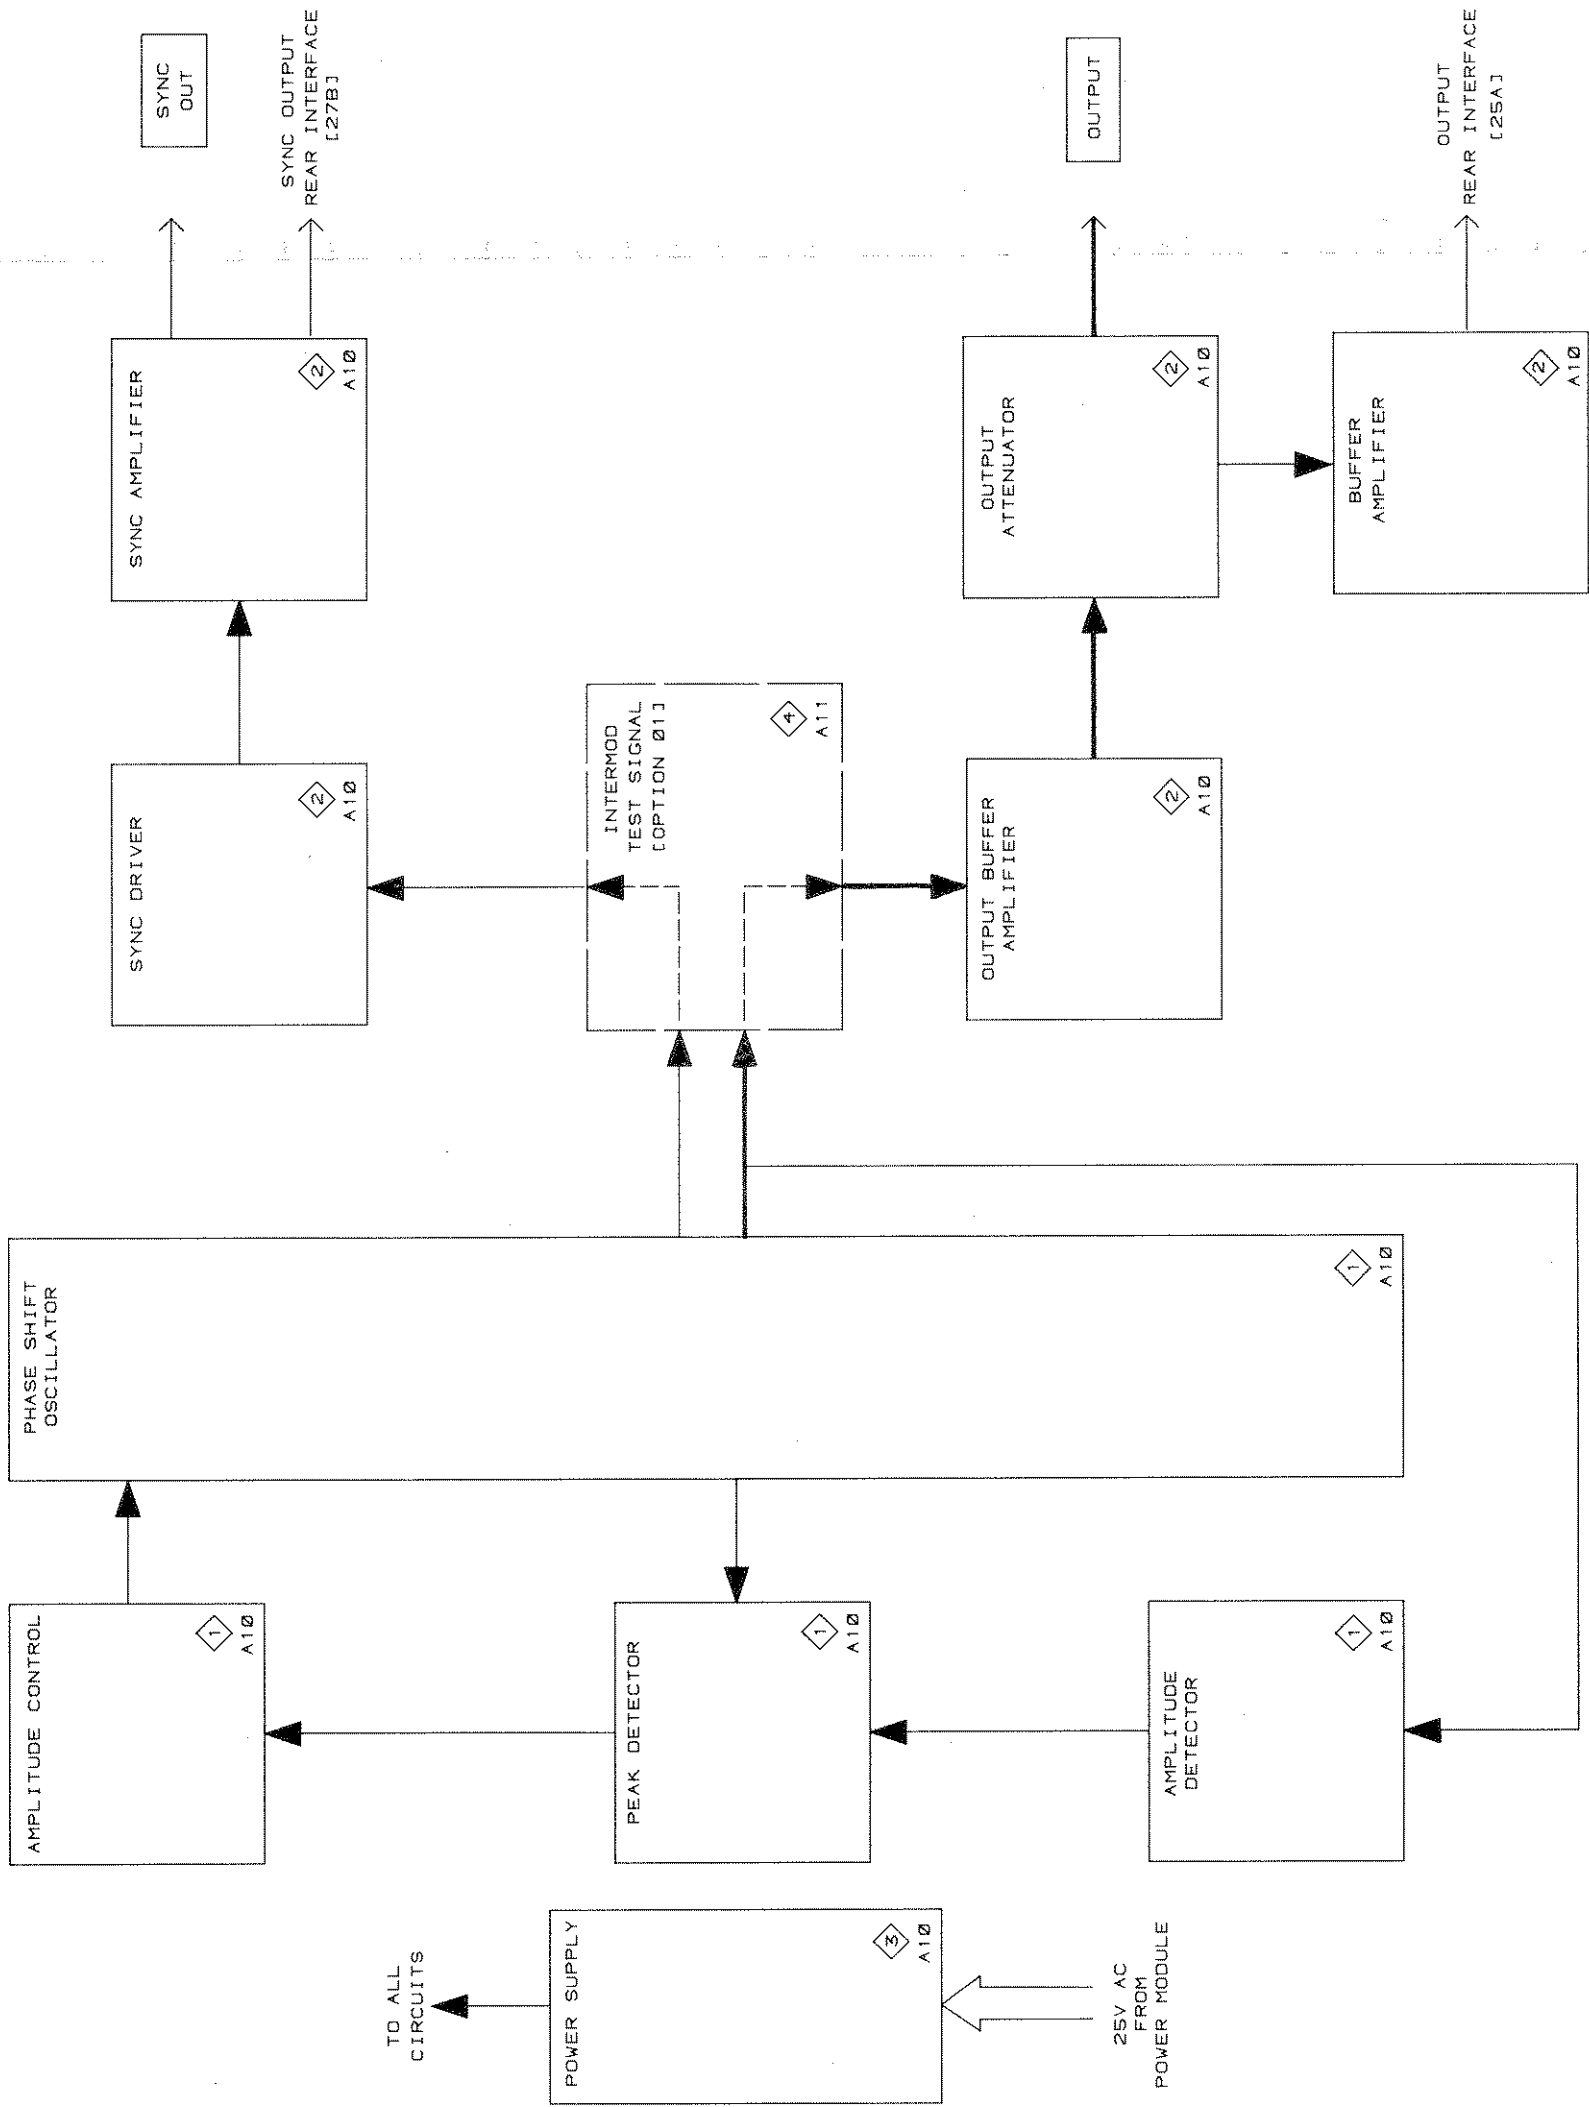 AMPLITUDE CONTROL
1
A10
PHASE SHIFT
OSCILLATOR
1
A10
SYNC DRIVER
2
A10
SYNC AMPLIFIER
2
A10
SYNC
OUT
SYNC OUTPUT
REAR INTERFACE
[27B]
TO ALL
CIRCUITS
POWER SUPPLY
3
A10
25V AC
FROM
POWER MODULE
PEAK DETECTOR
1
A10
INTERMOD
TEST SIGNAL
[OPTION 01]
4
A11
AMPLITUDE
DETECTOR
1
A10
OUTPUT BUFFER
AMPLIFIER
2
A10
OUTPUT
ATTENUATOR
2
A10
OUTPUT
BUFFER
AMPLIFIER
2
A10
OUTPUT
REAR INTERFACE
[25A]